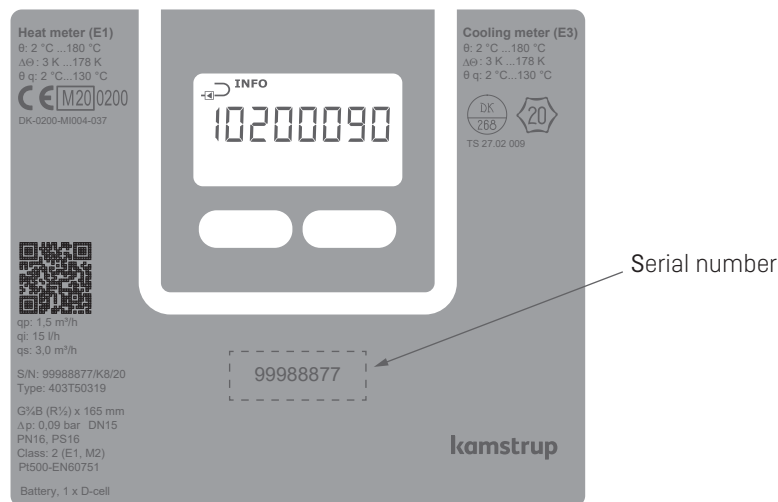 Heat meter (E1)
θ: 2 °C ...180 °C
ΔΘ: 3 K ...178 K
θ q: 2 °C...130 °C
CE M20 0200
DK-0200-MI004-037
INFO
10200090
Cooling meter (E3)
θ: 2 °C ...180 °C
ΔΘ: 3 K ...178 K
θ q: 2 °C...130 °C
DK
268
20
TS 27.02 009
Serial number
qp: 1,5 m³/h
qi: 15 l/h
qs: 3,0 m³/h
S/N: 99988877/K8/20
Type: 403T50319
G¾B (R½) x 165 mm
Δp: 0,09 bar DN15
PN16, PS16
Class: 2 (E1, M2)
Pt500-EN60751
Battery, 1 x D-cell
99988877
kamstrup